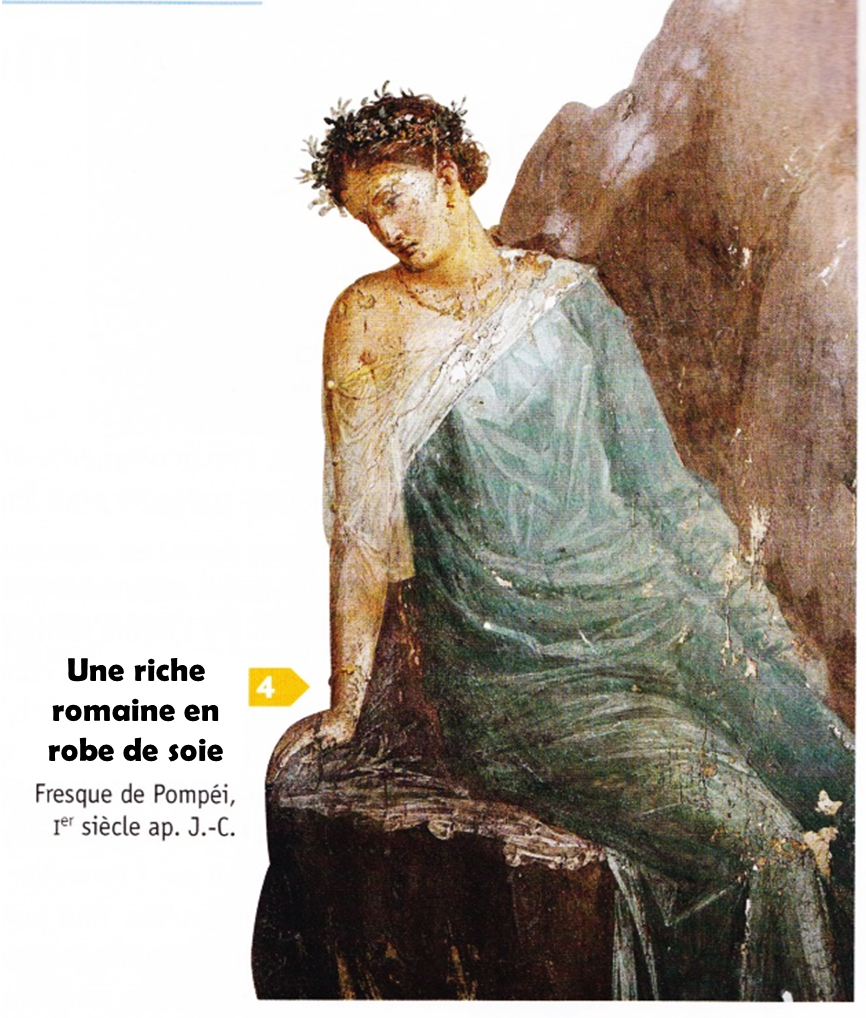 Une riche
romaine en
robe de soie
4
Fresque de Pompéi,
Ier siècle ap. J.-C.